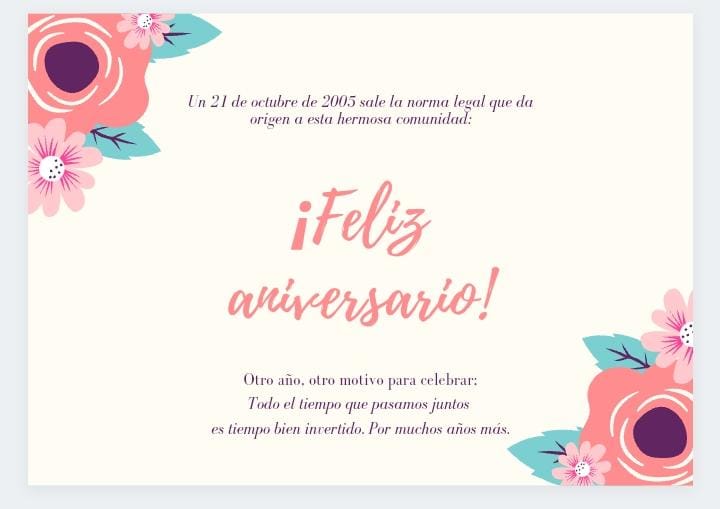 Un 21 de octubre de 2005 sale la norma legal que da
origen a esta hermosa comunidad:
¡Feliz
aniversario!
Otro año, otro motivo para celebrar;
Todo el tiempo que pasamos juntos
es tiempo bien invertido. Por muchos años más.